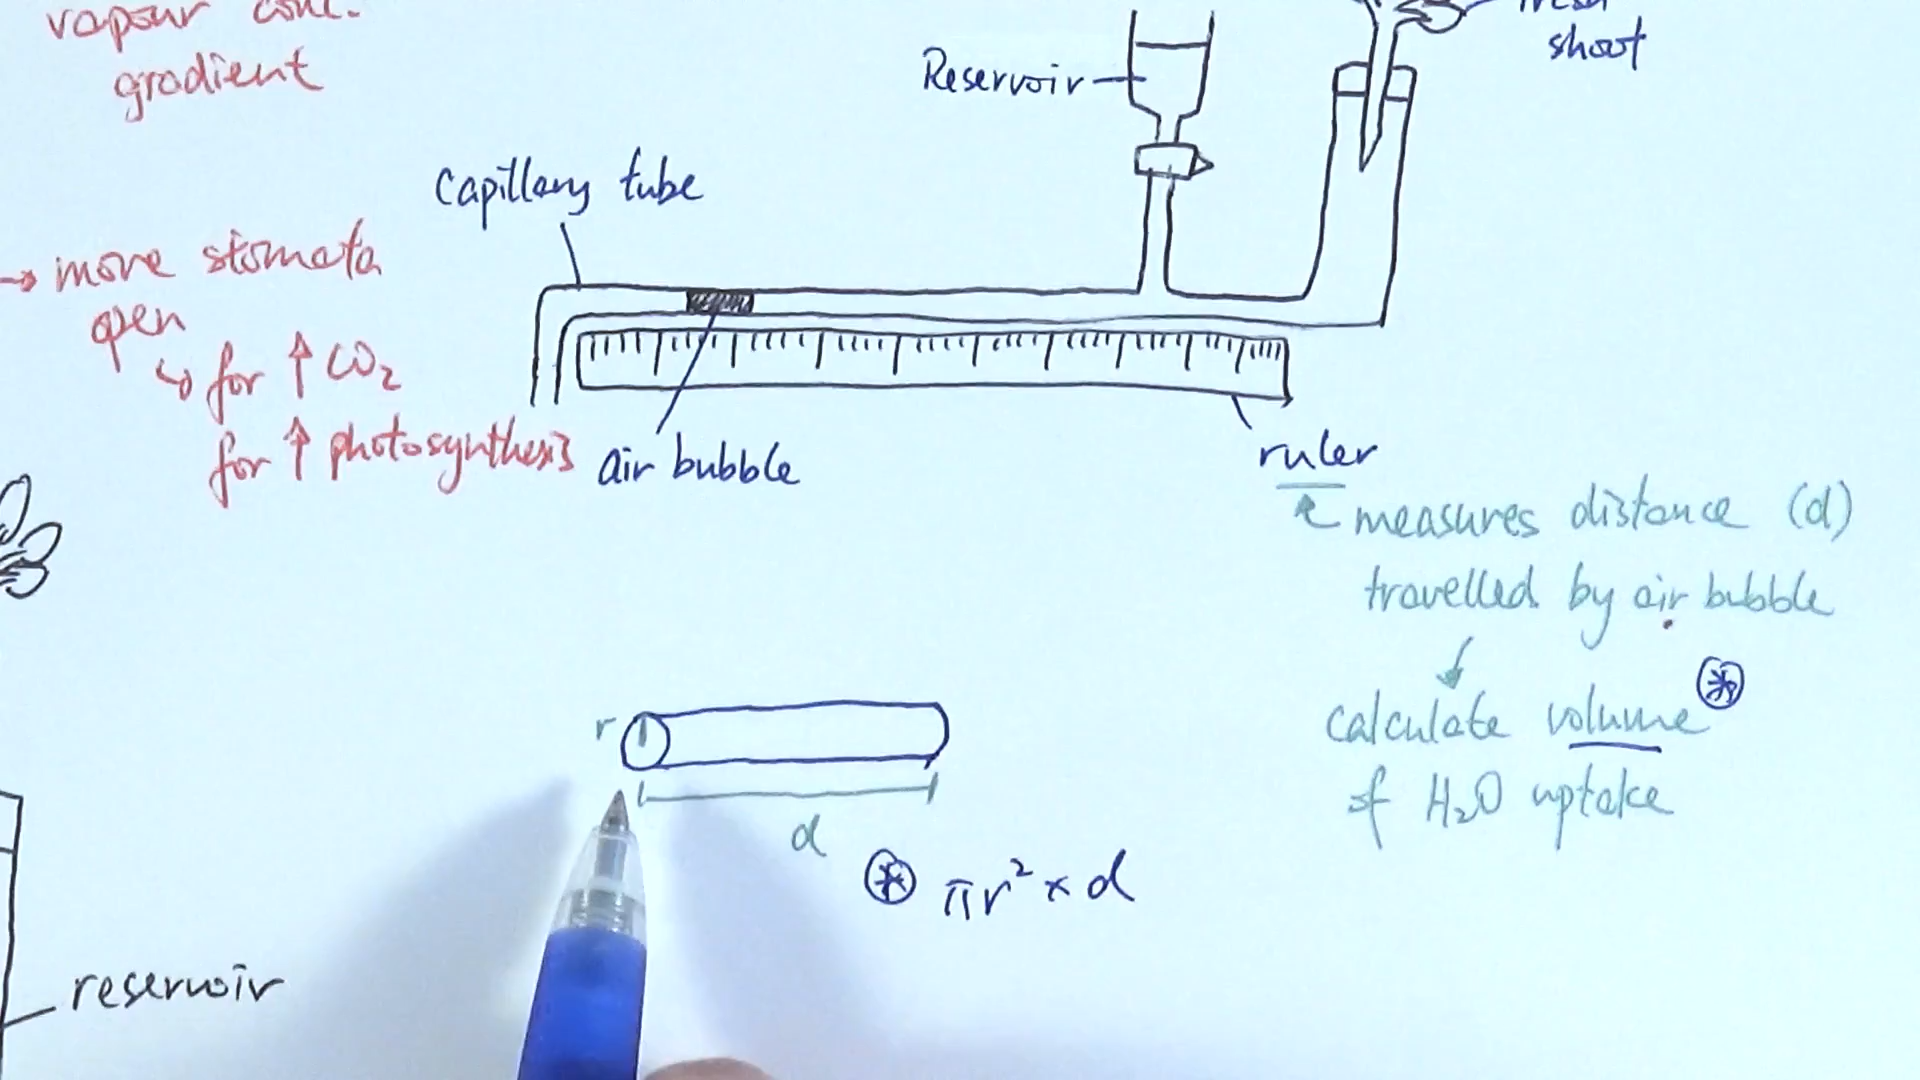 vapour conc.
gradient
Reservoir
shoot
capillary tube
→ more stomata
open
↳ for ↑ CO₂
for ↑ photosynthesis
air bubble
ruler
measures distance (d)
travelled by air bubble
↓
calculate volume ⊛
of H₂O uptake
r
d
⊛ πr² × d
reservoir